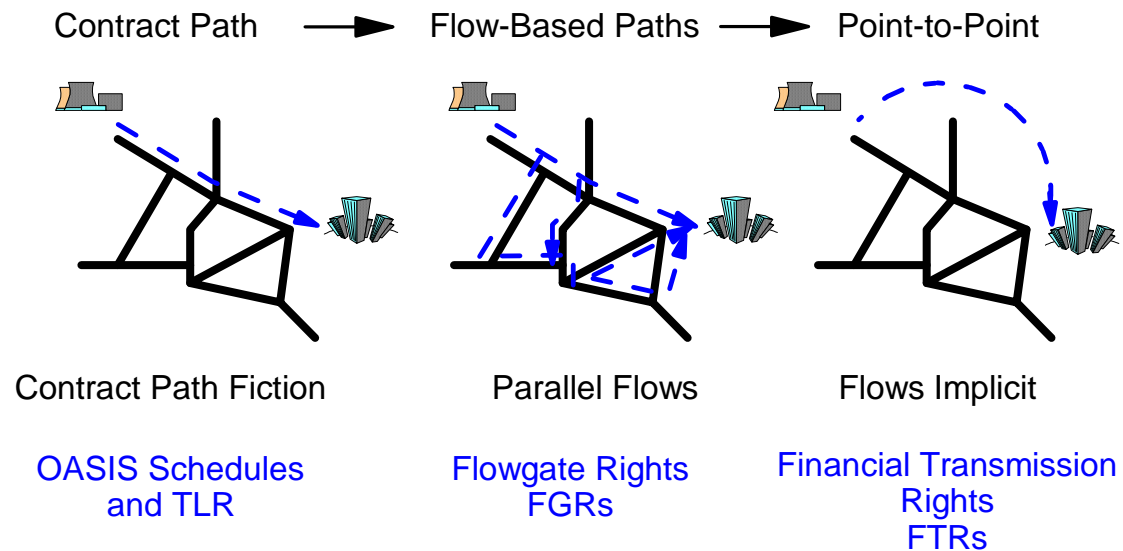 Contract Path
Flow-Based Paths
Point-to-Point
Contract Path Fiction
Parallel Flows
Flows Implicit
OASIS Schedules
and TLR
Flowgate Rights
FGRs
Financial Transmission
Rights
FTRs